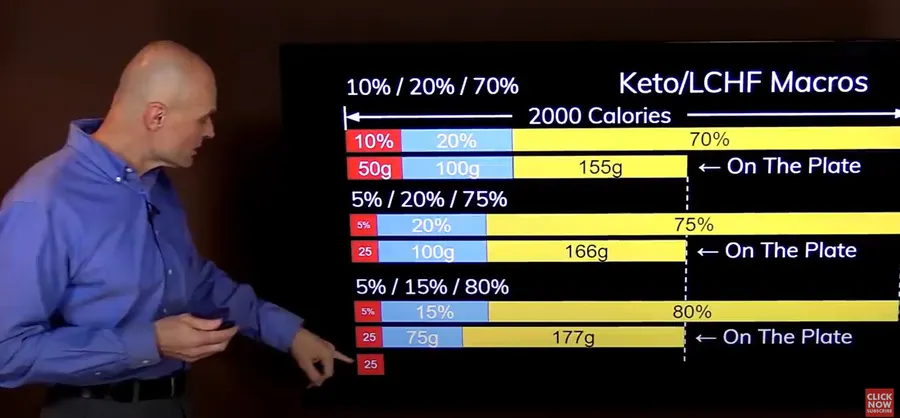 10% / 20% / 70%
Keto/LCHF Macros
2000 Calories
10% 20% 70%
50g 100g 155g ← On The Plate
5% / 20% / 75%
5% 20% 75%
25 100g 166g ← On The Plate
5% / 15% / 80%
5% 15% 80%
25 75g 177g ← On The Plate
25
CLICK
NOW
SUBSCRIBE